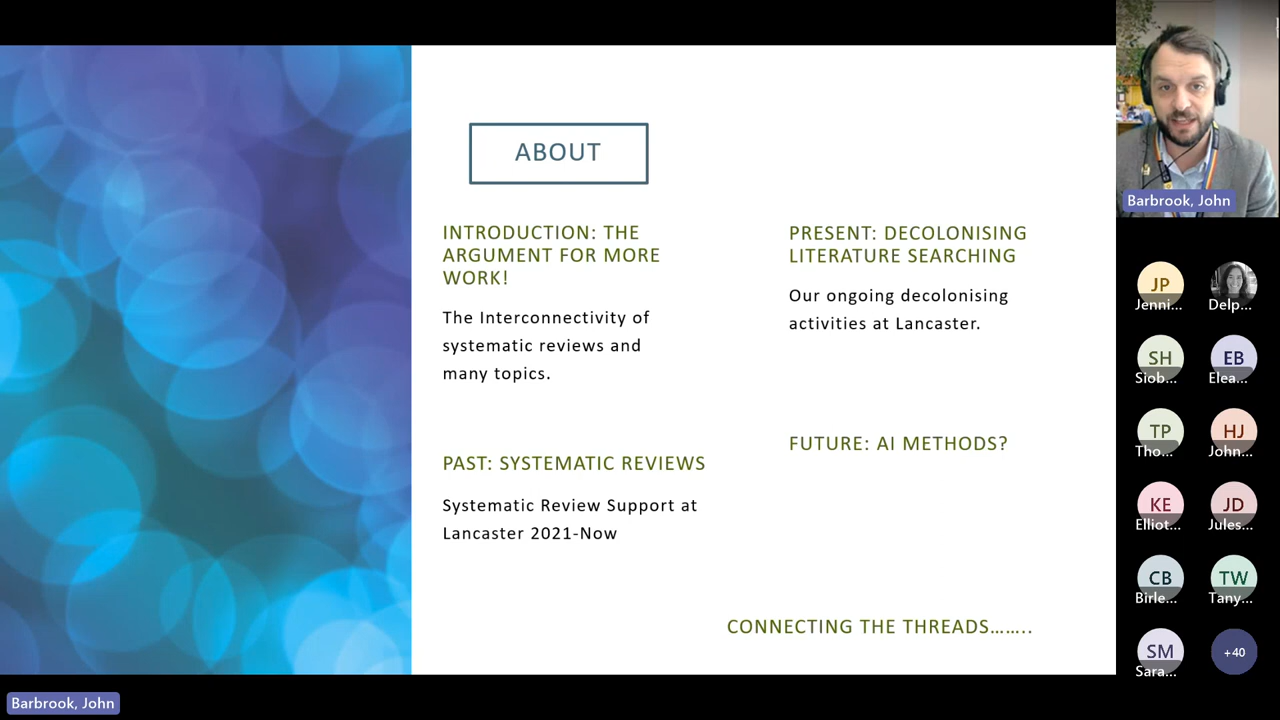 ABOUT
INTRODUCTION: THE
ARGUMENT FOR MORE
WORK!
The Interconnectivity of
systematic reviews and
many topics.
PAST: SYSTEMATIC REVIEWS
Systematic Review Support at
Lancaster 2021-Now
PRESENT: DECOLONISING
LITERATURE SEARCHING
Our ongoing decolonising
activities at Lancaster.
FUTURE: AI METHODS?
CONNECTING THE THREADS……..
Barbrook, John
JP
Jenni...
Delp...
SH
Siob...
EB
Elea...
TP
Tho...
HJ
John...
KE
Elliot...
JD
Jules...
CB
Birle...
TW
Tany...
SM
Sara...
+40
Barbrook, John